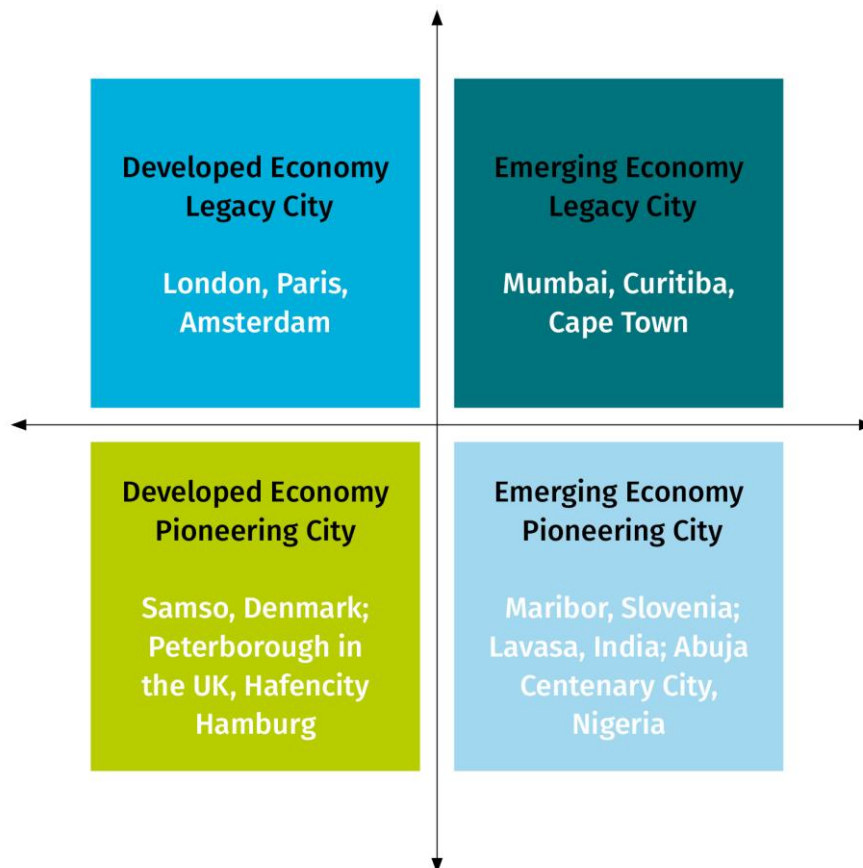 Developed Economy
Legacy City
London, Paris,
Amsterdam
Emerging Economy
Legacy City
Mumbai, Curitiba,
Cape Town
Developed Economy
Pioneering City
Samso, Denmark;
Peterborough in
the UK, Hafencity
Hamburg
Emerging Economy
Pioneering City
Maribor, Slovenia;
Lavasa, India; Abuja
Centenary City,
Nigeria